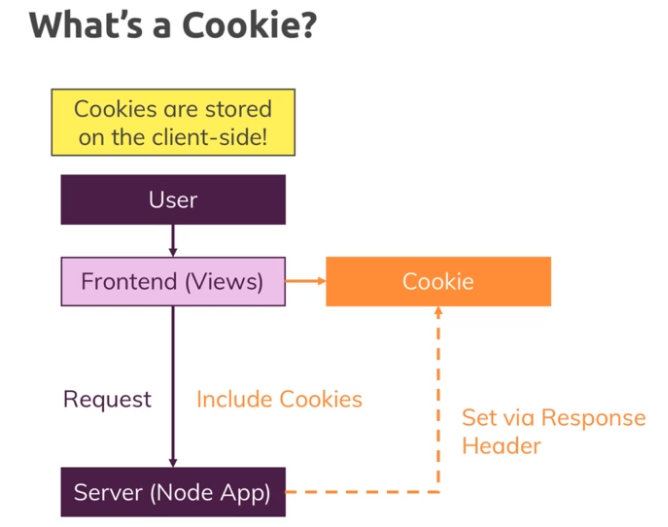 What's a Cookie?
Cookies are stored
on the client-side!
User
Frontend (Views)
Cookie
Request
Include Cookies
Set via Response
Header
Server (Node App)